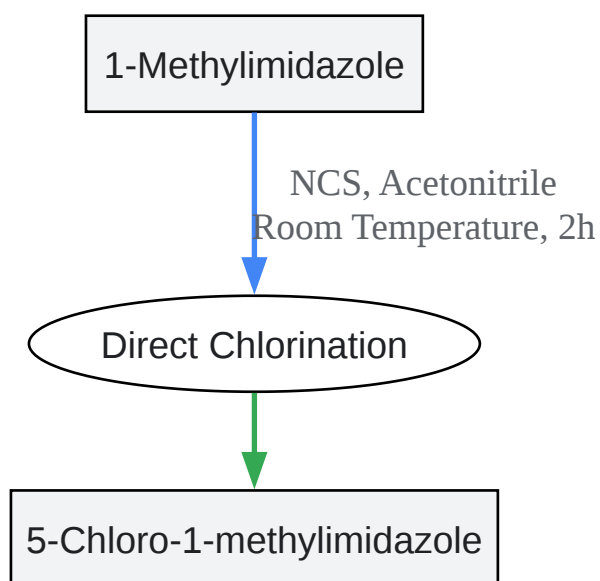 1-Methylimidazole
NCS, Acetonitrile
Room Temperature, 2h
Direct Chlorination
5-Chloro-1-methylimidazole